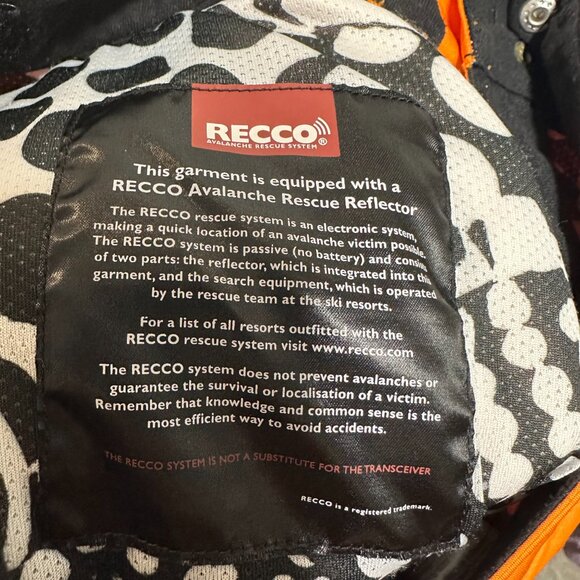 RECCO®
AVALANCHE RESCUE SYSTEM
This garment is equipped with a
RECCO Avalanche Rescue Reflector
The RECCO rescue system is an electronic system,
making a quick location of an avalanche victim possible.
The RECCO system is passive (no battery) and consists
of two parts: the reflector, which is integrated into this
garment, and the search equipment, which is operated
by the rescue team at the ski resorts.
For a list of all resorts outfitted with the
RECCO rescue system visit www.recco.com
The RECCO system does not prevent avalanches or
guarantee the survival or localisation of a victim.
Remember that knowledge and common sense is the
most efficient way to avoid accidents.
THE RECCO SYSTEM IS NOT A SUBSTITUTE FOR THE TRANSCEIVER
RECCO is a registered trademark.